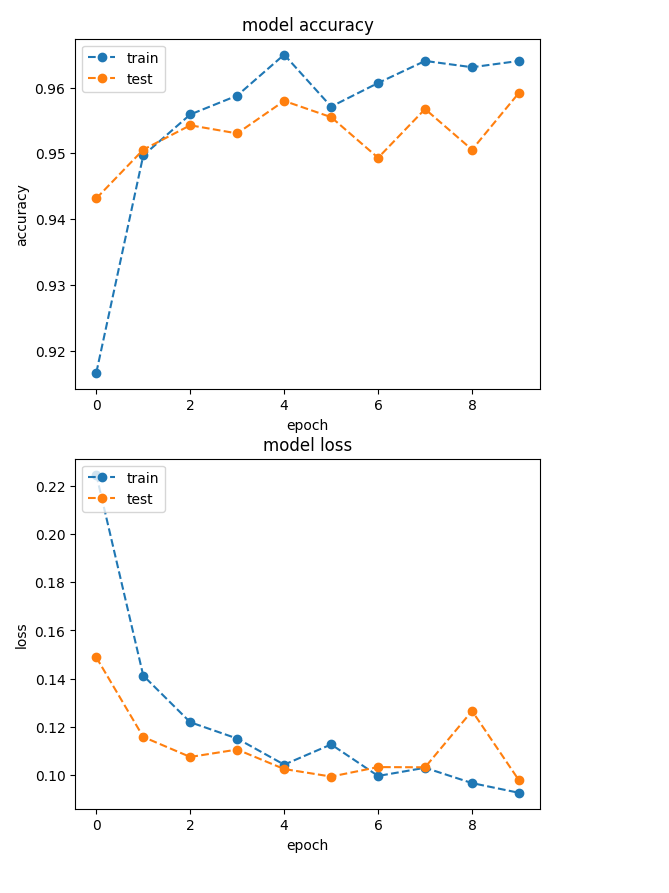 model accuracy
train
test
0.96
0.95
0.94
0.93
0.92
accuracy
0 2 4 6 8
epoch
model loss
train
test
0.22
0.20
0.18
0.16
0.14
0.12
0.10
loss
0 2 4 6 8
epoch